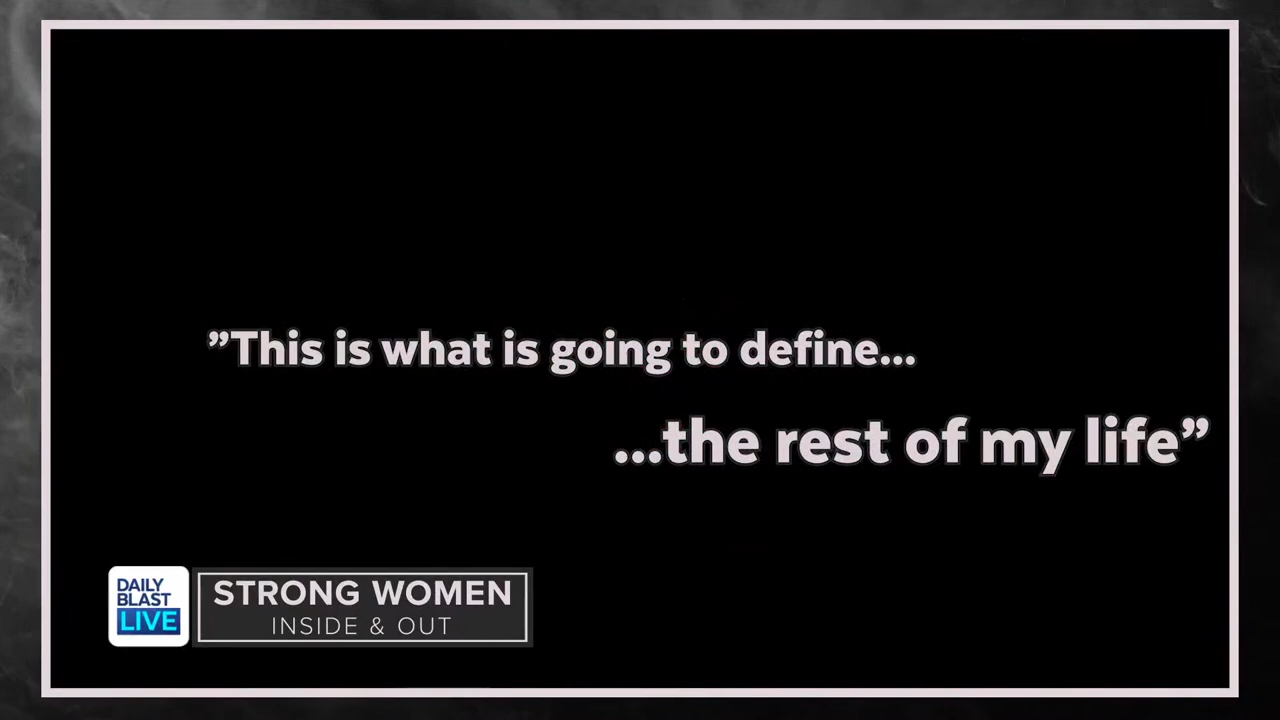 ”This is what is going to define...
...the rest of my life”
DAILY
BLAST
LIVE
STRONG WOMEN
INSIDE & OUT